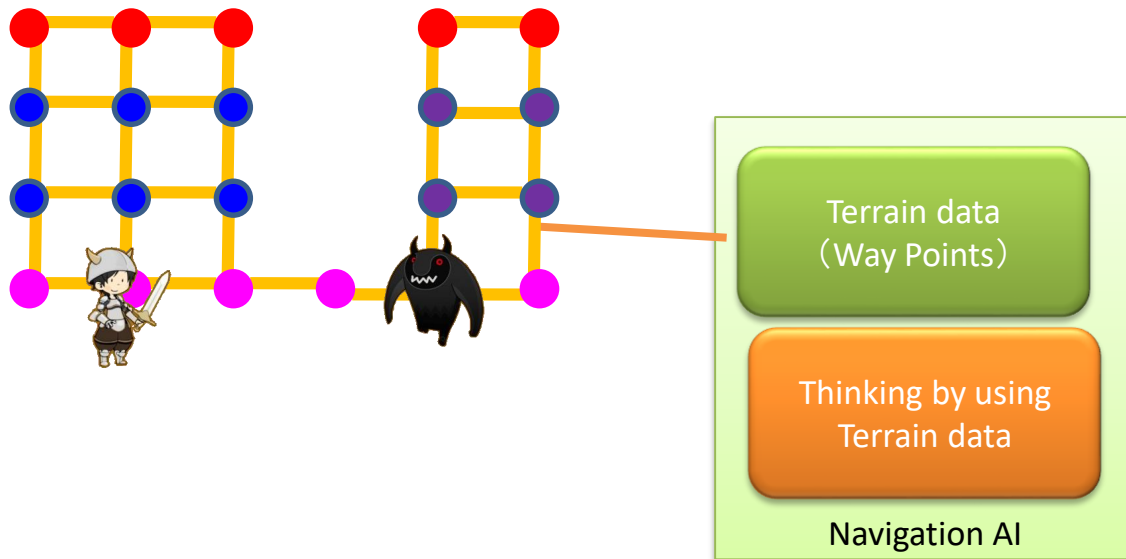 Terrain data
（Way Points）
Thinking by using
Terrain data
Navigation AI